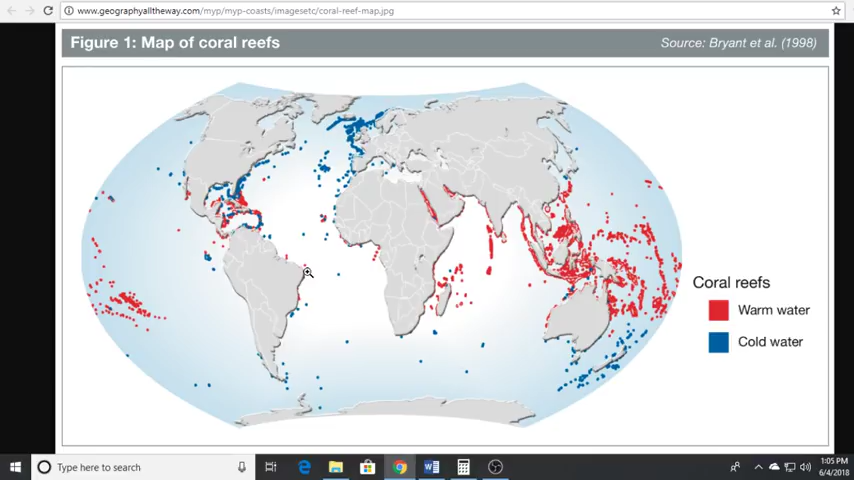 www.geographyalltheway.com/myp/myp-coasts/imagesetc/coral-reef-map.jpg
Figure 1: Map of coral reefs
Source: Bryant et al. (1998)
Coral reefs
Warm water
Cold water
Type here to search
1:05 PM
6/4/2018